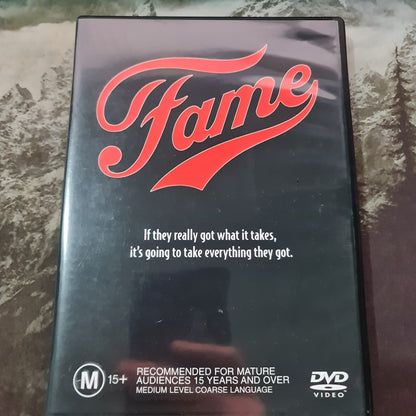 Fame
If they really got what it takes,
it's going to take everything they got.
M 15+
RECOMMENDED FOR MATURE
AUDIENCES 15 YEARS AND OVER
MEDIUM LEVEL COARSE LANGUAGE
DVD
VIDEO